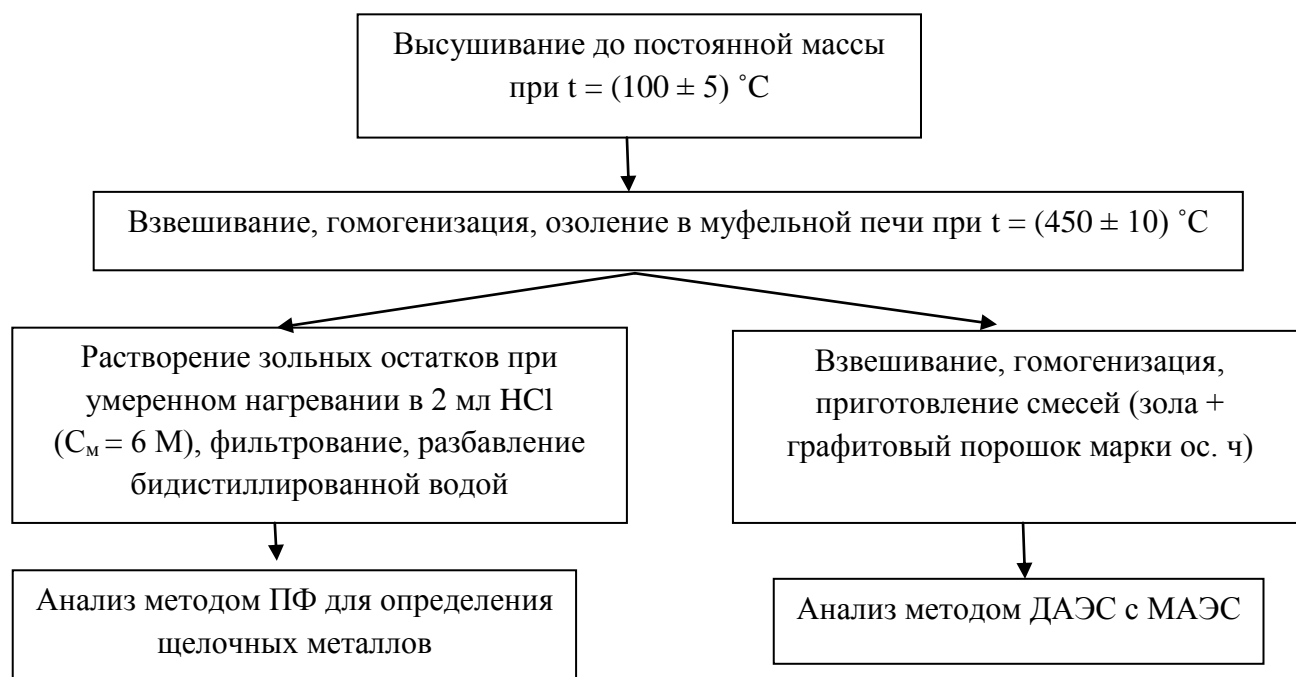 Высушивание до постоянной массы
при t = (100 ± 5) ˚С
Взвешивание, гомогенизация, озоление в муфельной печи при t = (450 ± 10) ˚С
Растворение зольных остатков при
умеренном нагревании в 2 мл HCl
(Cм = 6 М), фильтрование, разбавление
бидистиллированной водой
Взвешивание, гомогенизация,
приготовление смесей (зола +
графитовый порошок марки ос. ч)
Анализ методом ПФ для определения
щелочных металлов
Анализ методом ДАЭС с МАЭС